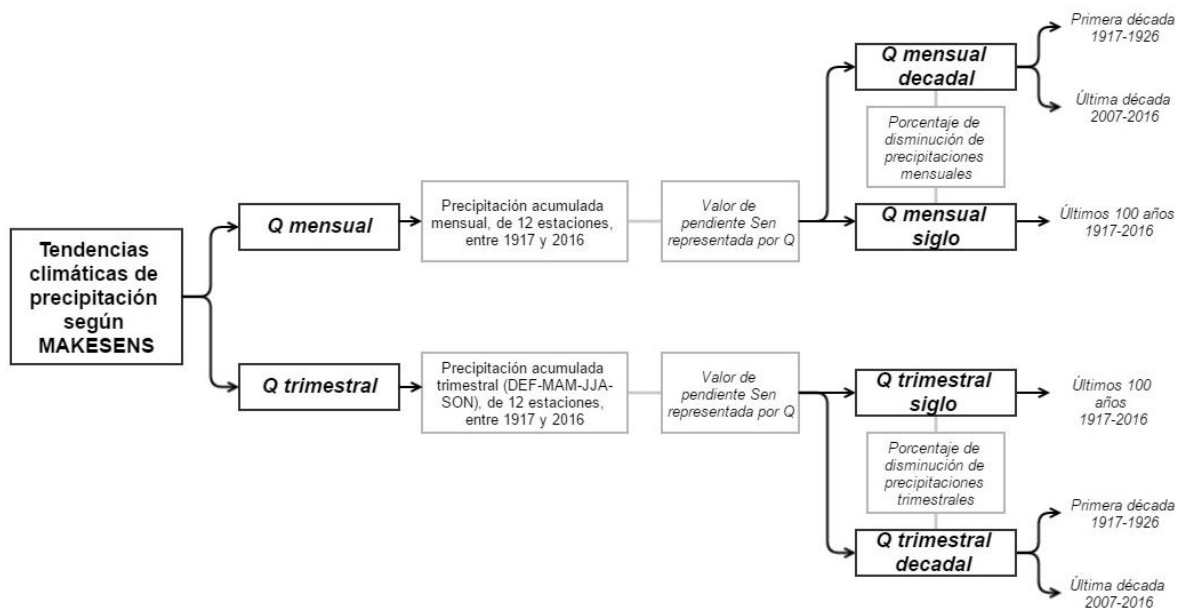 Tendencias
climáticas de
precipitación
según
MAKESENS
Q mensual
Precipitación acumulada
mensual, de 12 estaciones,
entre 1917 y 2016
Valor de
pendiente Sen
representada por Q
Q mensual
decadal
Primera década
1917-1926
Última década
2007-2016
Porcentaje de
disminución de
precipitaciones
mensuales
Q mensual
siglo
Últimos 100 años
1917-2016
Q trimestral
Precipitación acumulada
trimestral (DEF-MAM-JJA-
SON), de 12 estaciones,
entre 1917 y 2016
Valor de
pendiente Sen
representada por Q
Q trimestral
siglo
Últimos 100
años
1917-2016
Porcentaje de
disminución de
precipitaciones
trimestrales
Q trimestral
decadal
Primera década
1917-1926
Última década
2007-2016